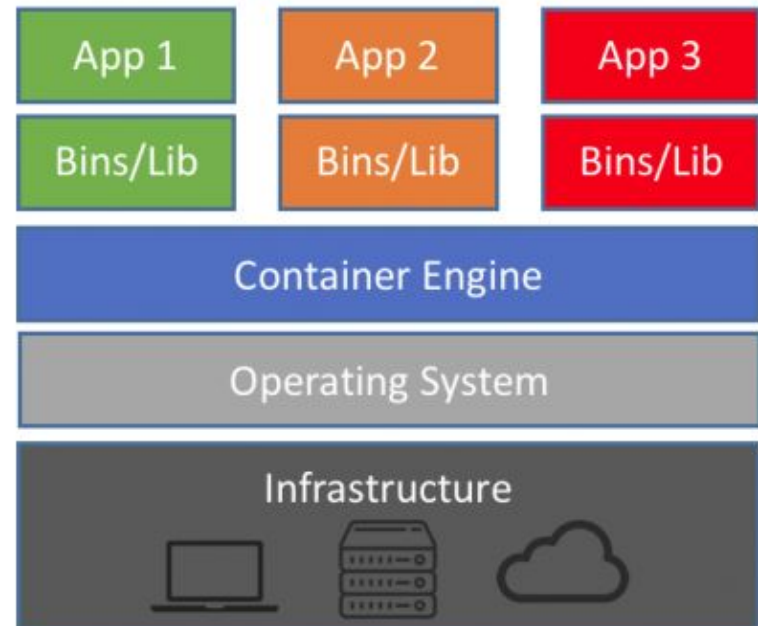 App 1
App 2
App 3
Bins/Lib
Bins/Lib
Bins/Lib
Container Engine
Operating System
Infrastructure